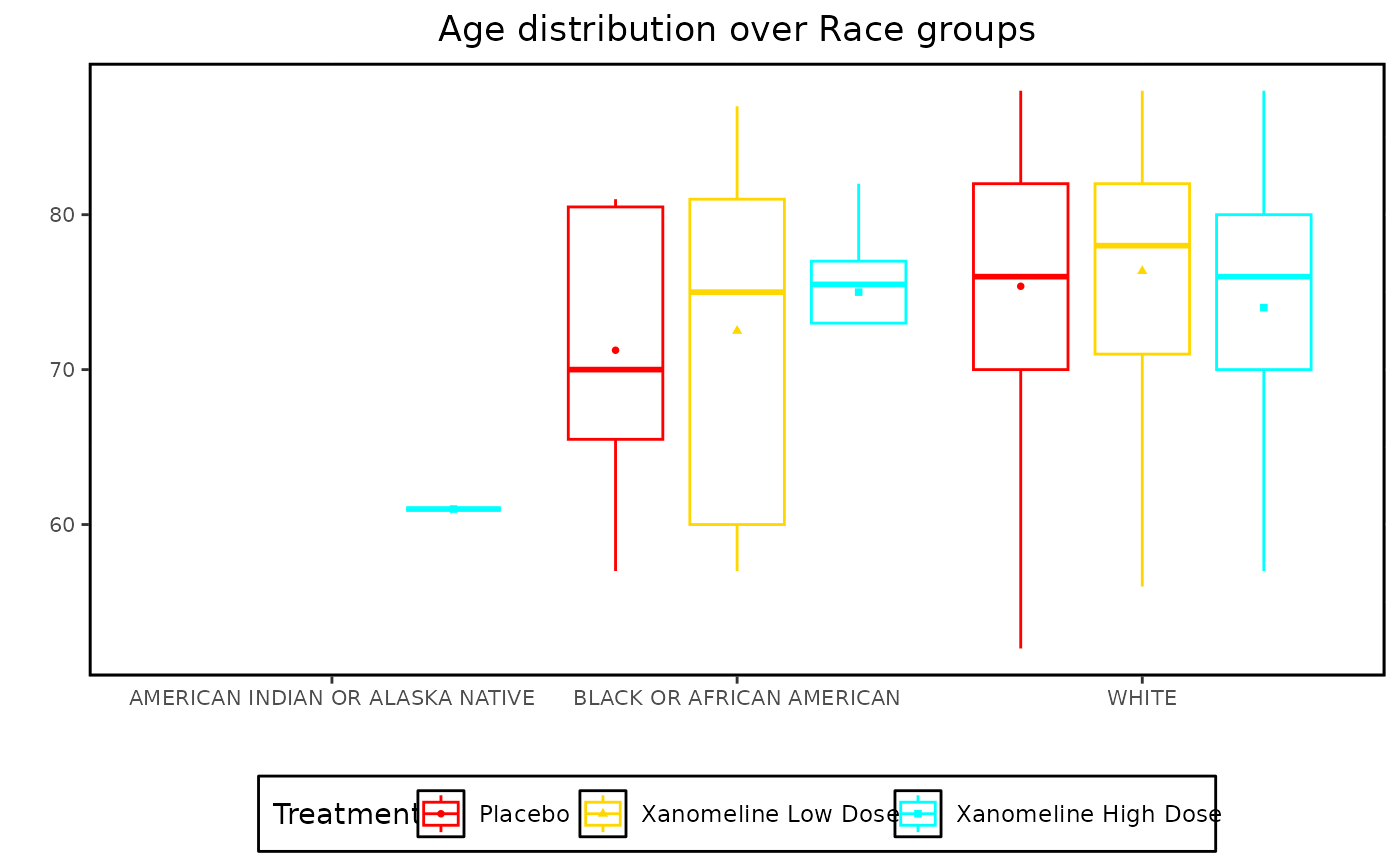 Age distribution over Race groups
80
70
60
AMERICAN INDIAN OR ALASKA NATIVE BLACK OR AFRICAN AMERICAN WHITE
Treatment Placebo Xanomeline Low Dose Xanomeline High Dose